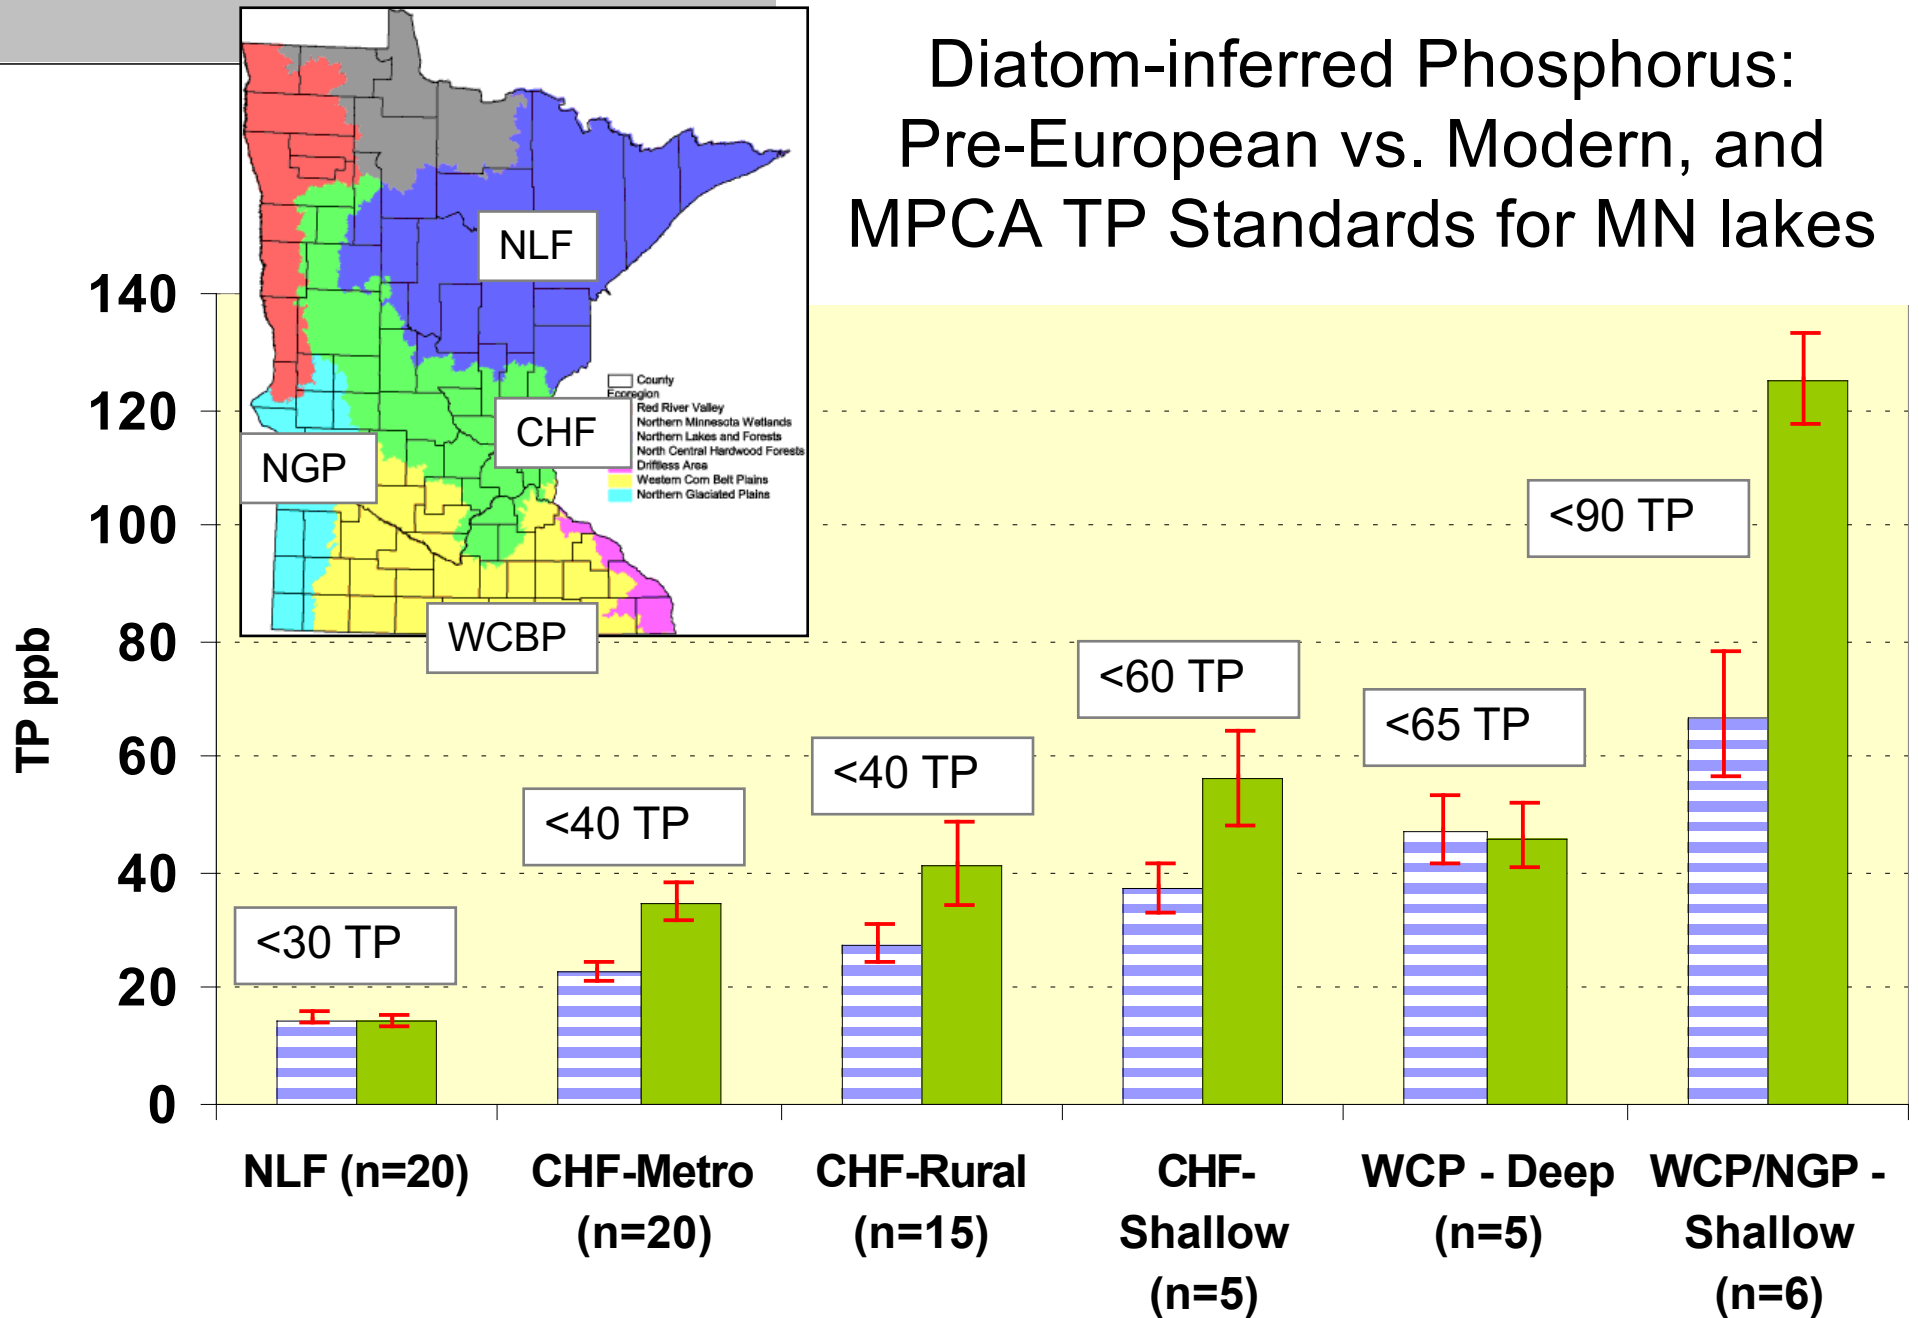 Diatom-inferred Phosphorus:
Pre-European vs. Modern, and
MPCA TP Standards for MN lakes
NLF
CHF
NGP
WCBP
County
Ecoregion
Red River Valley
Northern Minnesota Wetlands
Northern Lakes and Forests
North Central Hardwood Forests
Driftless Area
Western Corn Belt Plains
Northern Glaciated Plains
TP ppb
140
120
100
80
60
40
20
0
<30 TP
<40 TP
<40 TP
<60 TP
<65 TP
<90 TP
NLF (n=20)
CHF-Metro
(n=20)
CHF-Rural
(n=15)
CHF-
Shallow
(n=5)
WCP - Deep
(n=5)
WCP/NGP -
Shallow
(n=6)